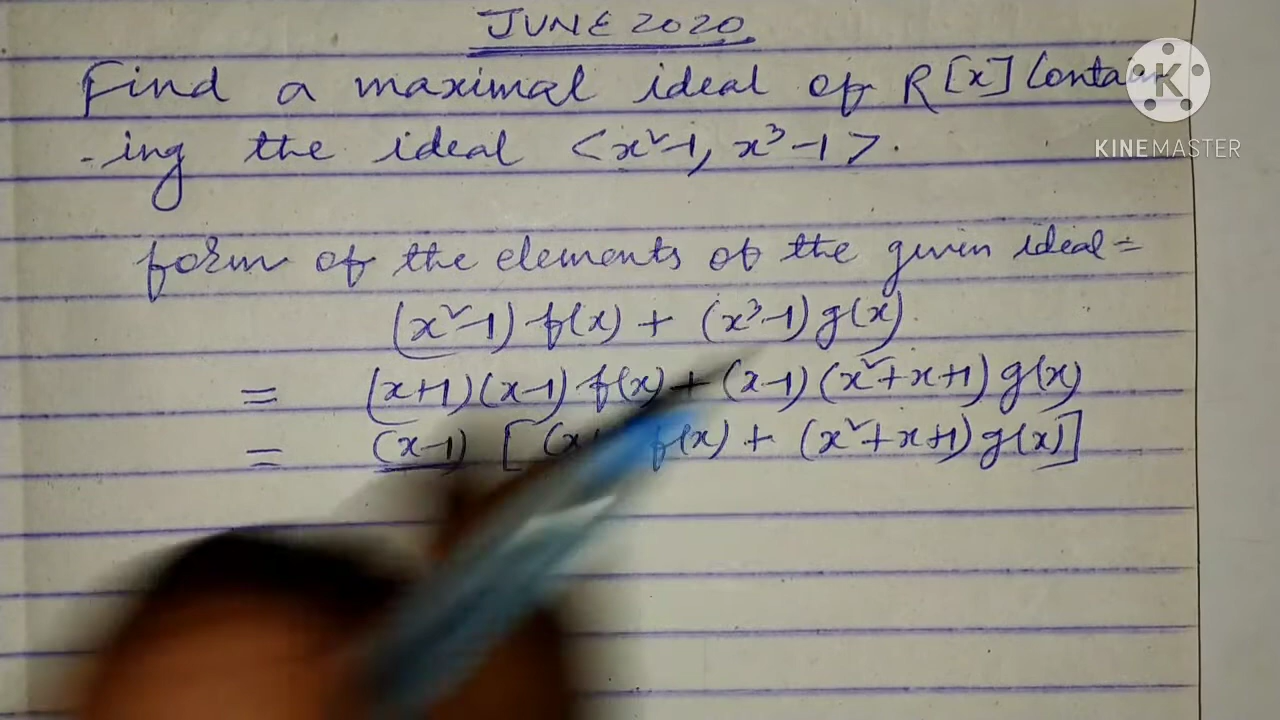 JUNE 2020
Find a maximal ideal of R[x] Contain
-ing the ideal <x²-1, x³-1>.
K
KINEMASTER
form of the elements of the given ideal =
(x²-1) f(x) + (x³-1) g(x)
= (x+1)(x-1) f(x) + (x-1)(x²+x+1) g(x)
= (x-1) [ (x f(x) + (x²+x+1) g(x)]